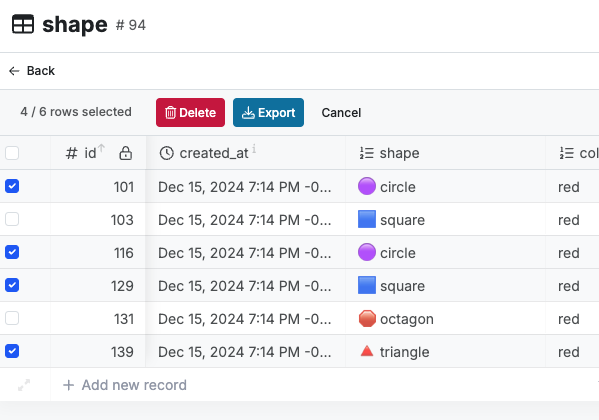 shape # 94
← Back
4 / 6 rows selected Delete Export Cancel
# id created_at i shape col
101 Dec 15, 2024 7:14 PM -0... circle red
103 Dec 15, 2024 7:14 PM -0... square red
116 Dec 15, 2024 7:14 PM -0... circle red
129 Dec 15, 2024 7:14 PM -0... square red
131 Dec 15, 2024 7:14 PM -0... octagon red
139 Dec 15, 2024 7:14 PM -0... triangle red
+ Add new record